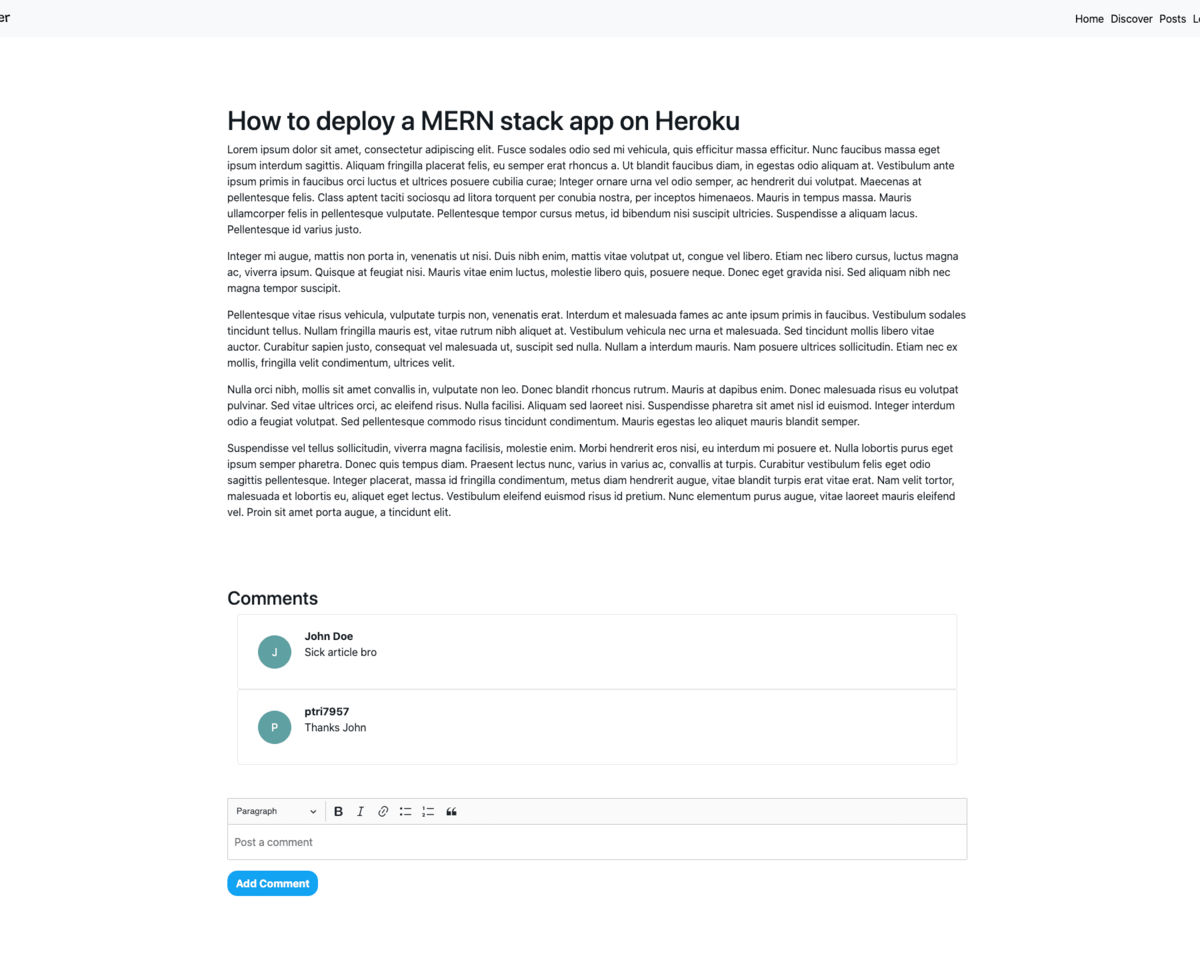 er
Home Discover Posts L
How to deploy a MERN stack app on Heroku
Lorem ipsum dolor sit amet, consectetur adipiscing elit. Fusce sodales odio sed mi vehicula, quis efficitur massa efficitur. Nunc faucibus massa eget
ipsum interdum sagittis. Aliquam fringilla placerat felis, eu semper erat rhoncus a. Ut blandit faucibus diam, in egestas odio aliquam at. Vestibulum ante
ipsum primis in faucibus orci luctus et ultrices posuere cubilia curae; Integer ornare urna vel odio semper, ac hendrerit dui volutpat. Maecenas at
pellentesque felis. Class aptent taciti sociosqu ad litora torquent per conubia nostra, per inceptos himenaeos. Mauris in tempus massa. Mauris
ullamcorper felis in pellentesque vulputate. Pellentesque tempor cursus metus, id bibendum nisi suscipit ultricies. Suspendisse a aliquam lacus.
Pellentesque id varius justo.
Integer mi augue, mattis non porta in, venenatis ut nisi. Duis nibh enim, mattis vitae volutpat ut, congue vel libero. Etiam nec libero cursus, luctus magna
ac, viverra ipsum. Quisque at feugiat nisi. Mauris vitae enim luctus, molestie libero quis, posuere neque. Donec eget gravida nisi. Sed aliquam nibh nec
magna tempor suscipit.
Pellentesque vitae risus vehicula, vulputate turpis non, venenatis erat. Interdum et malesuada fames ac ante ipsum primis in faucibus. Vestibulum sodales
tincidunt tellus. Nullam fringilla mauris est, vitae rutrum nibh aliquet at. Vestibulum vehicula nec urna et malesuada. Sed tincidunt mollis libero vitae
auctor. Curabitur sapien justo, consequat vel malesuada ut, suscipit sed nulla. Nullam a interdum mauris. Nam posuere ultrices sollicitudin. Etiam nec ex
mollis, fringilla velit condimentum, ultrices velit.
Nulla orci nibh, mollis sit amet convallis in, vulputate non leo. Donec blandit rhoncus rutrum. Mauris at dapibus enim. Donec malesuada risus eu volutpat
pulvinar. Sed vitae ultrices orci, ac eleifend risus. Nulla facilisi. Aliquam sed laoreet nisi. Suspendisse pharetra sit amet nisl id euismod. Integer interdum
odio a feugiat volutpat. Sed pellentesque commodo risus tincidunt condimentum. Mauris egestas leo aliquet mauris blandit semper.
Suspendisse vel tellus sollicitudin, viverra magna facilisis, molestie enim. Morbi hendrerit eros nisi, eu interdum mi posuere et. Nulla lobortis purus eget
ipsum semper pharetra. Donec quis tempus diam. Praesent lectus nunc, varius in varius ac, convallis at turpis. Curabitur vestibulum felis eget odio
sagittis pellentesque. Integer placerat, massa id fringilla condimentum, metus diam hendrerit augue, vitae blandit turpis erat vitae erat. Nam velit tortor,
malesuada et lobortis eu, aliquet eget lectus. Vestibulum eleifend euismod risus id pretium. Nunc elementum purus augue, vitae laoreet mauris eleifend
vel. Proin sit amet porta augue, a tincidunt elit.
Comments
J
John Doe
Sick article bro
P
ptri7957
Thanks John
Paragraph
Post a comment
Add Comment